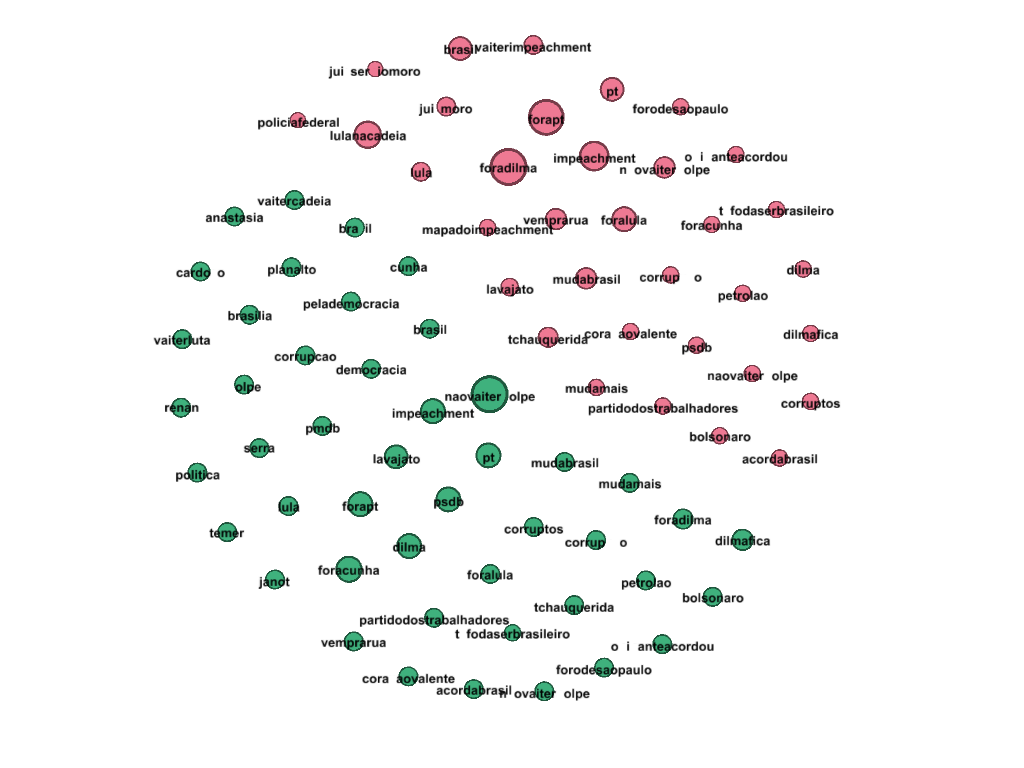 brasil
vaiterimpeachment
jui ser iomoro
pt
jui moro
forodesaopaulo
forapt
policiafederal
lulanacadeia
impeachment
o i anteacordou
foradilma
n ovaiter olpe
lula
vaitercadeia
t fodaserbrasileiro
anastasia
vemprarua
foralula
foracunha
bra il
mapadoimpeachment
cunha
planalto
cardo o
dilma
mudabrasil
corrup o
lavajato
petrolao
pelademocracia
brasilia
brasil
cora aovalente
dilmafica
vaiterluta
tchauquerida
psdb
corrupcao
democracia
naovaiter olpe
olpe
mudamais
naovaiter olpe
corruptos
renan
partidodostrabalhadores
impeachment
pmdb
bolsonaro
serra
lavajato
pt
mudabrasil
acordabrasil
politica
mudamais
psdb
lula
forapt
foradilma
temer
corruptos
dilmafica
corrup o
dilma
foracunha
foralula
janot
petrolao
bolsonaro
tchauquerida
partidodostrabalhadores
t fodaserbrasileiro
vemprarua
o i anteacordou
forodesaopaulo
cora aovalente
acordabrasil
n ovaiter olpe